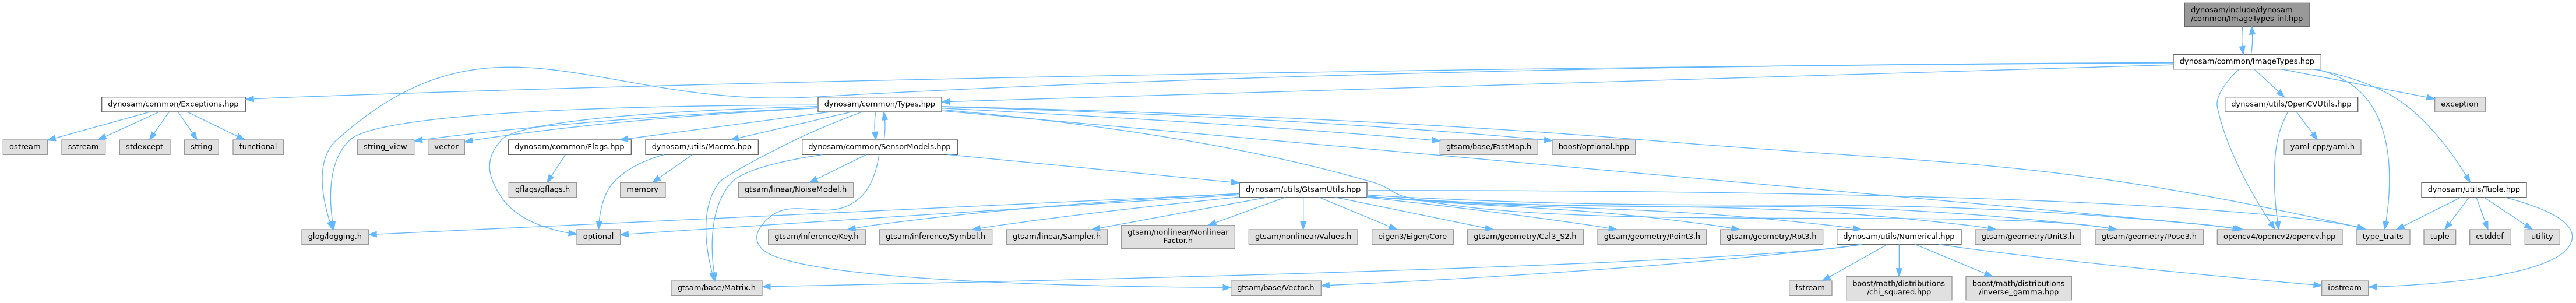 dynosam/include/dynosam
/common/ImageTypes-inl.hpp
dynosam/common/ImageTypes.hpp
dynosam/common/Exceptions.hpp
dynosam/common/Types.hpp
dynosam/utils/OpenCVUtils.hpp
exception
ostream
sstream
stdexcept
string
functional
string_view
vector
dynosam/common/Flags.hpp
dynosam/utils/Macros.hpp
dynosam/common/SensorModels.hpp
gtsam/base/FastMap.h
boost/optional.hpp
yaml-cpp/yaml.h
gflags/gflags.h
memory
gtsam/linear/NoiseModel.h
dynosam/utils/GtsamUtils.hpp
dynosam/utils/Tuple.hpp
glog/logging.h
optional
gtsam/inference/Key.h
gtsam/inference/Symbol.h
gtsam/linear/Sampler.h
gtsam/nonlinear/Nonlinear
Factor.h
gtsam/nonlinear/Values.h
eigen3/Eigen/Core
gtsam/geometry/Cal3_S2.h
gtsam/geometry/Point3.h
gtsam/geometry/Rot3.h
dynosam/utils/Numerical.hpp
gtsam/geometry/Unit3.h
gtsam/geometry/Pose3.h
opencv4/opencv2/opencv.hpp
type_traits
tuple
cstddef
utility
gtsam/base/Matrix.h
gtsam/base/Vector.h
fstream
boost/math/distributions
/chi_squared.hpp
boost/math/distributions
/inverse_gamma.hpp
iostream